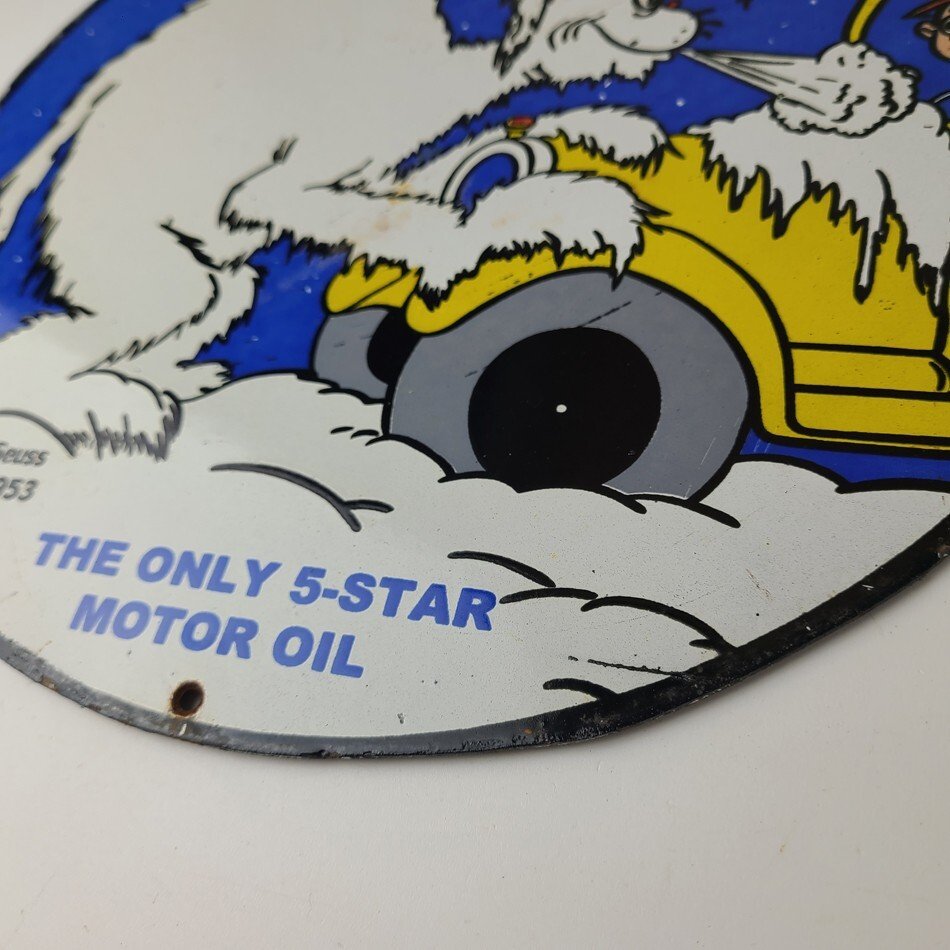 Seuss
953
THE ONLY 5-STAR
MOTOR OIL